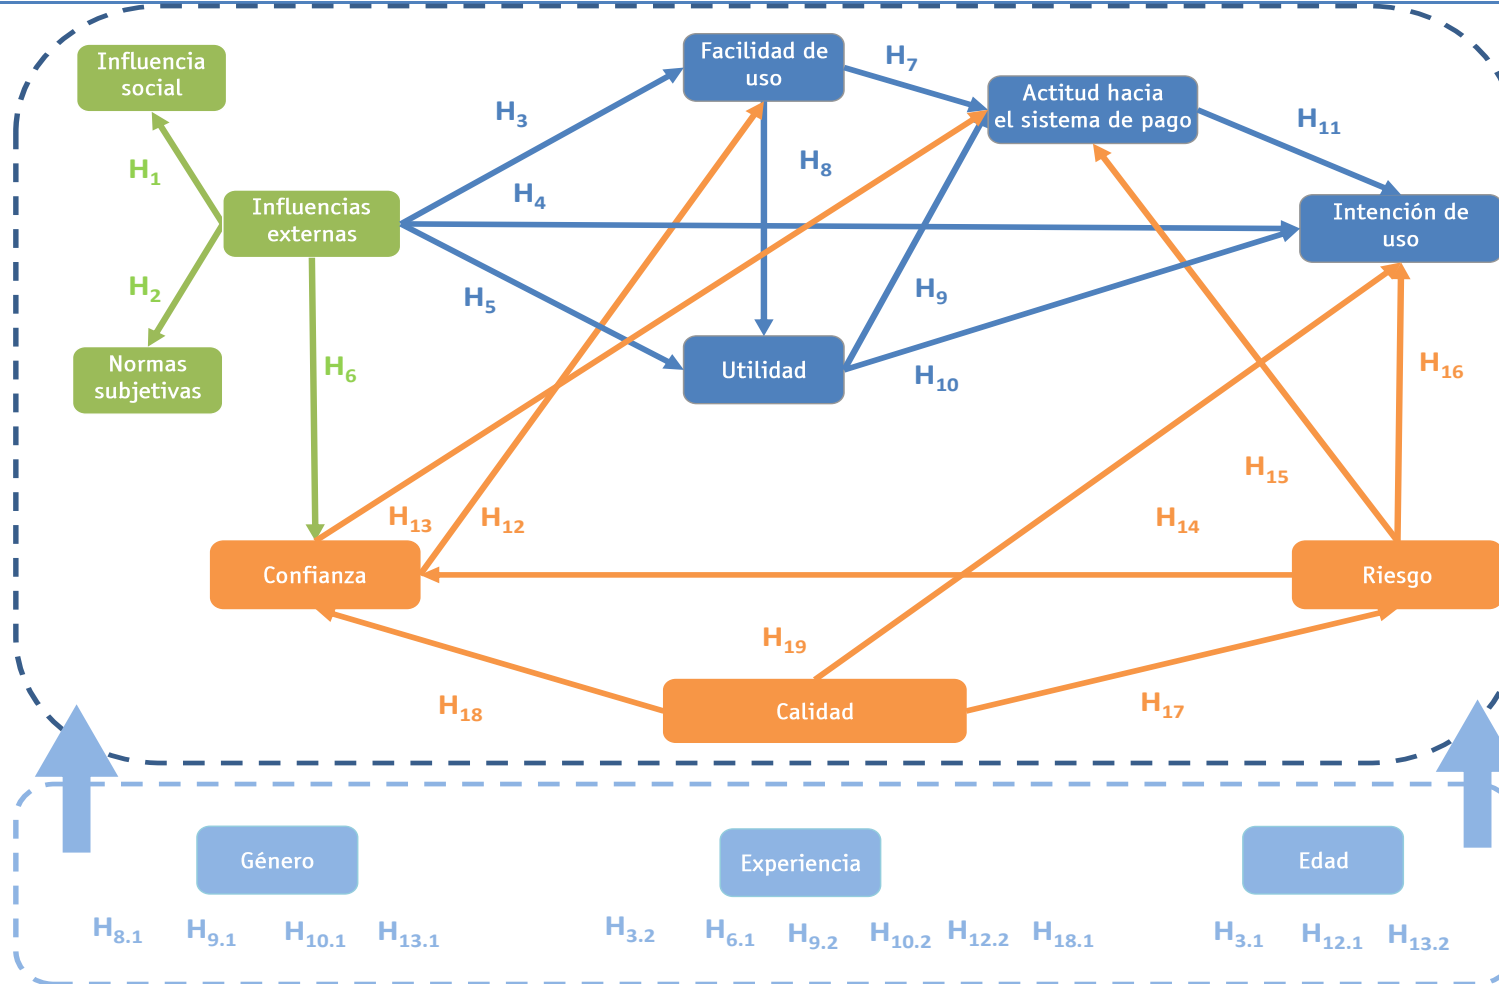 Influencia
social
Facilidad de
uso
H7
Actitud hacia
el sistema de pago
H3
H11
H1
H8
H4
Influencias
externas
Intención de
uso
H2
H5
H9
Normas
subjetivas
H6
Utilidad
H10
H16
H15
H13
H12
H14
Confianza
Riesgo
H19
H18
Calidad
H17
Género
Experiencia
Edad
H8.1 H9.1 H10.1 H13.1
H3.2 H6.1 H9.2 H10.2 H12.2 H18.1
H3.1 H12.1 H13.2